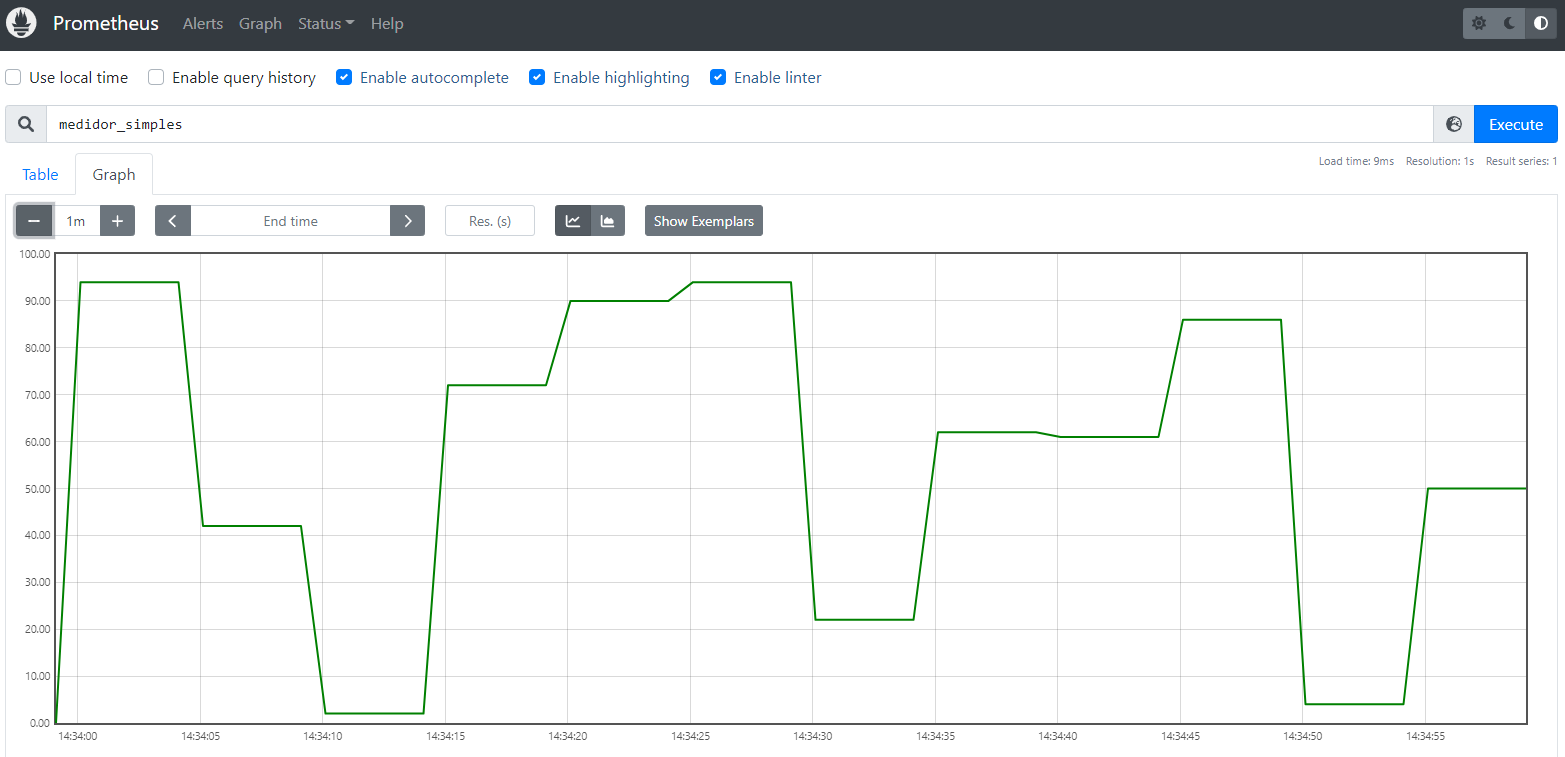 Prometheus Alerts Graph Status Help
Use local time Enable query history Enable autocomplete Enable highlighting Enable linter
medidor_simples Execute
Load time: 9ms Resolution: 1s Result series: 1
Table Graph
1m End time Res. (s) Show Exemplars
100.00
90.00
80.00
70.00
60.00
50.00
40.00
30.00
20.00
10.00
0.00
14:34:00 14:34:05 14:34:10 14:34:15 14:34:20 14:34:25 14:34:30 14:34:35 14:34:40 14:34:45 14:34:50 14:34:55